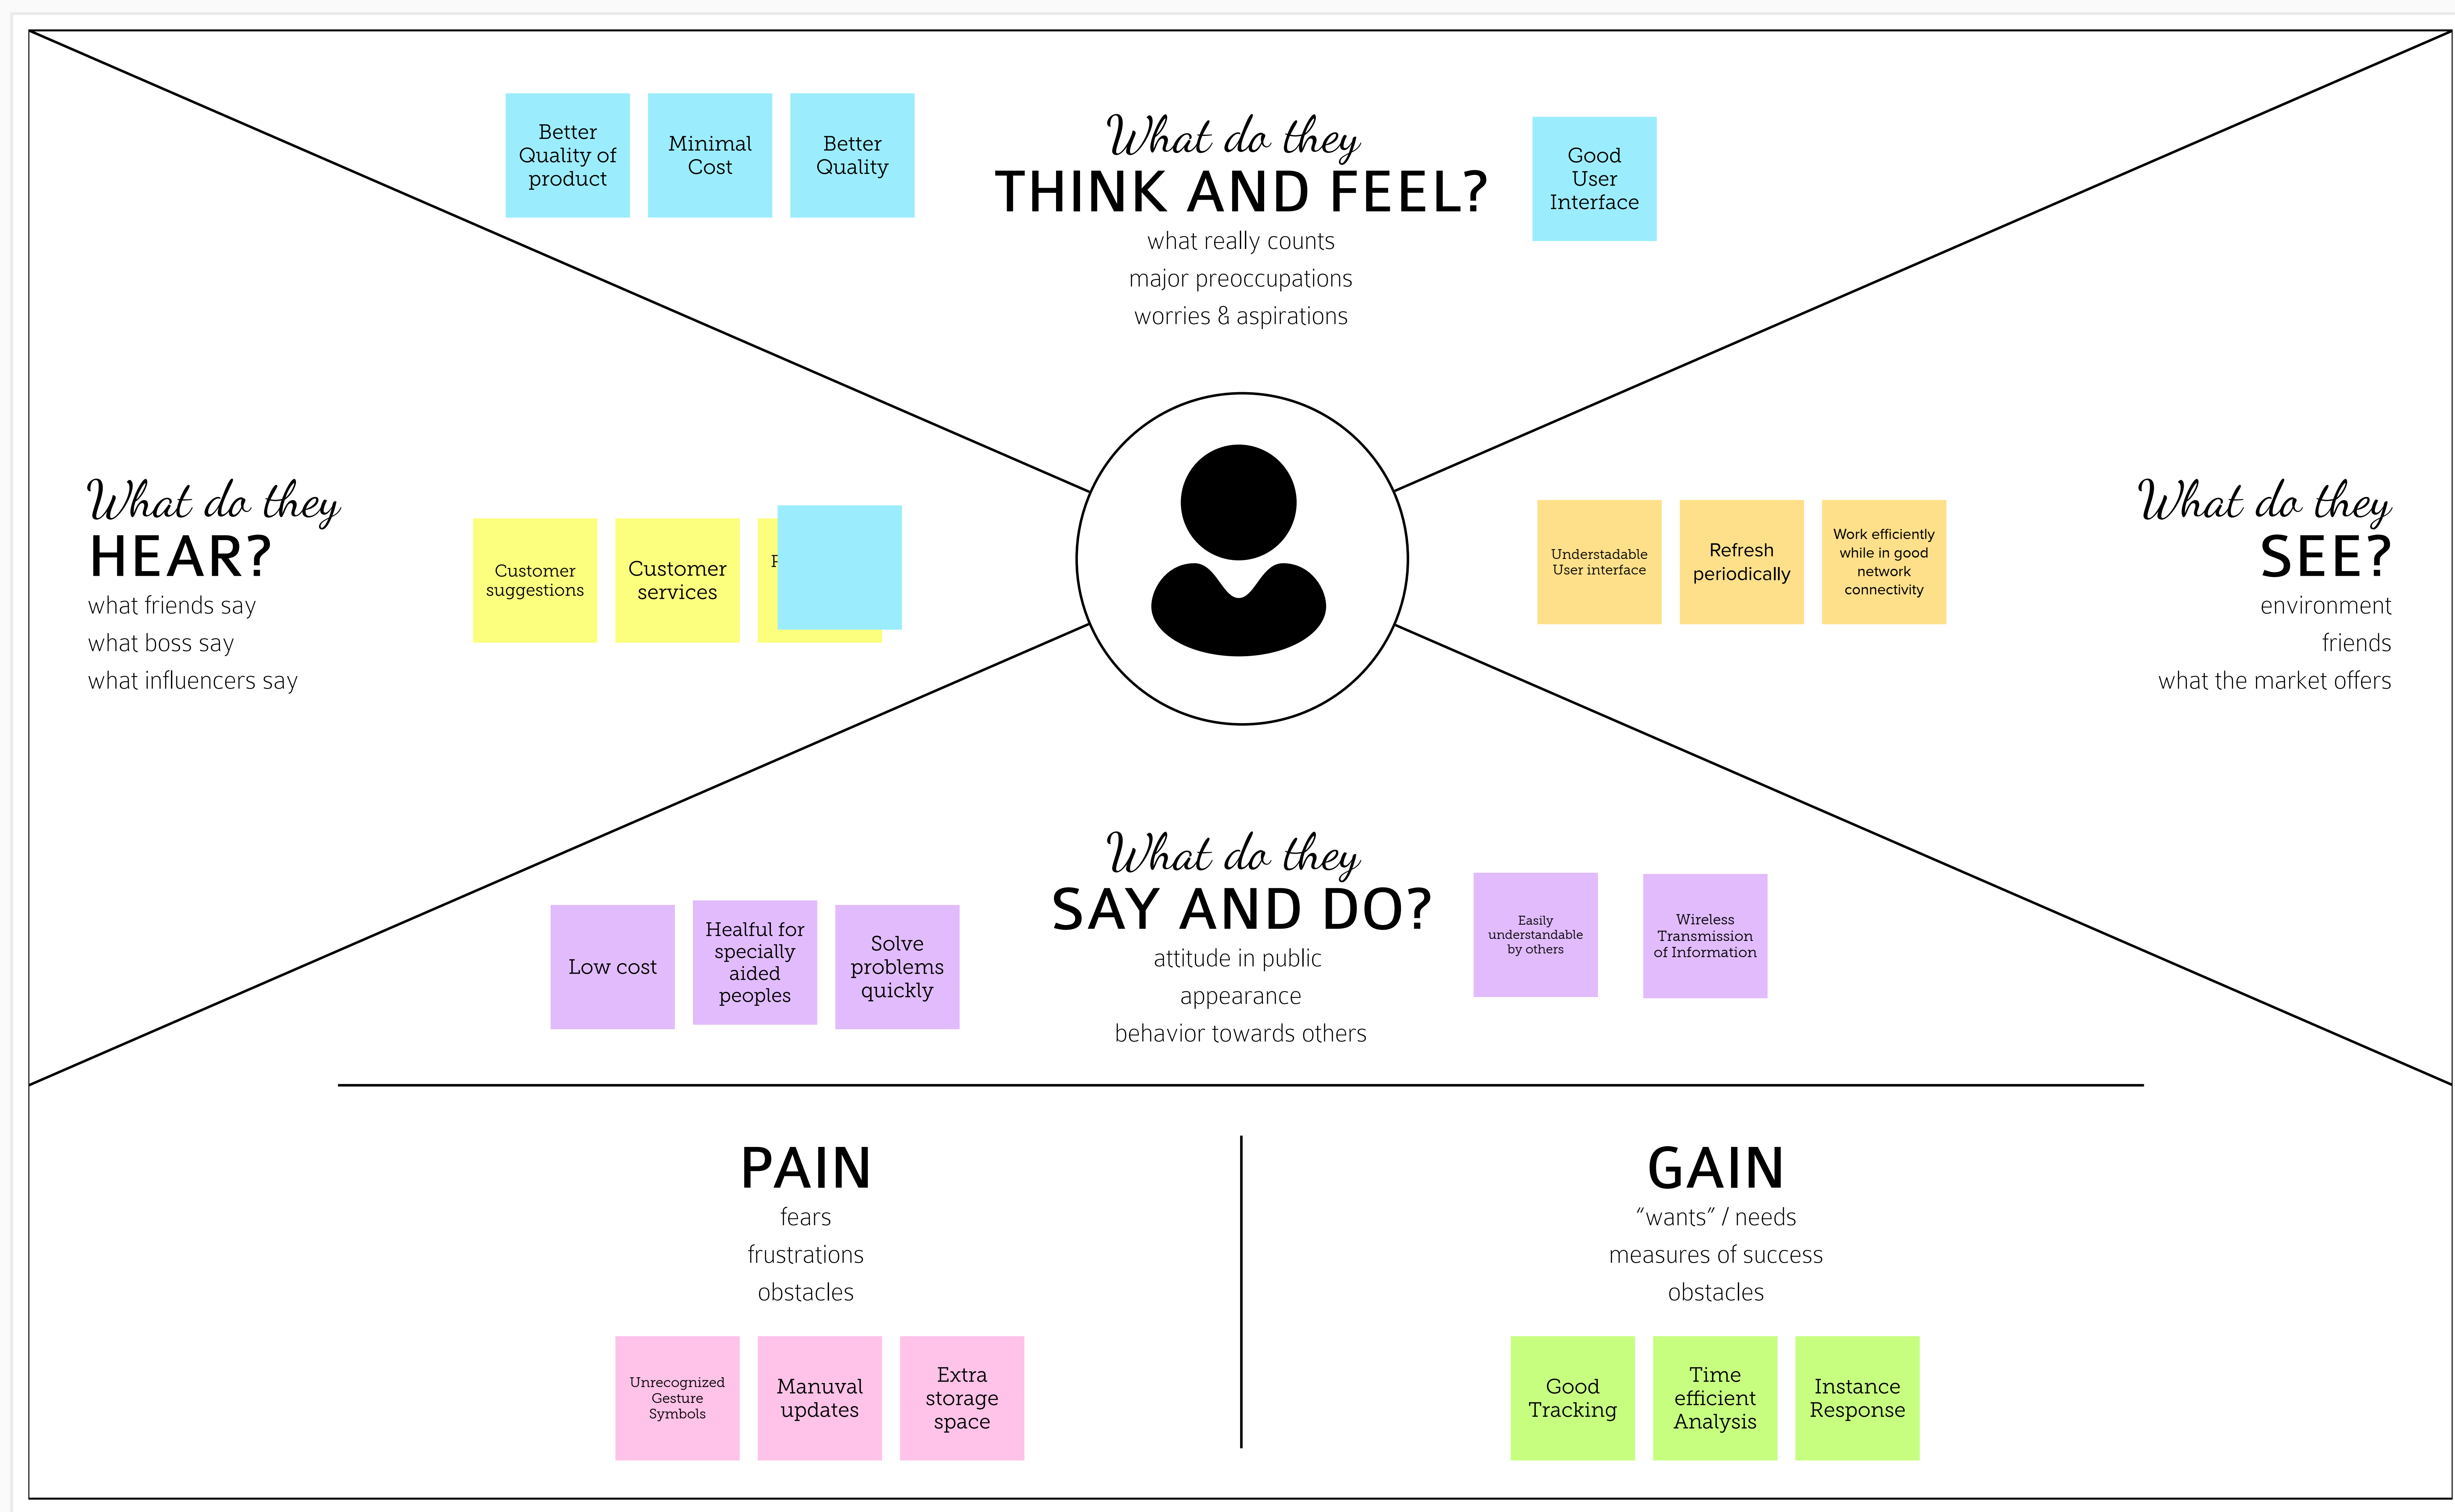 Better
Quality of
product
Minimal
Cost
Better
Quality
What do they
THINK AND FEEL?
what really counts
major preoccupations
worries & aspirations
Good
User
Interface
What do they
HEAR?
what friends say
what boss say
what influencers say
Customer
suggestions
Customer
services
Understadable
User interface
Refresh
periodically
Work efficiently
while in good
network
connectivity
What do they
SEE?
environment
friends
what the market offers
Low cost
Healful for
specially
aided
peoples
Solve
problems
quickly
What do they
SAY AND DO?
attitude in public
appearance
behavior towards others
Easily
understandable
by others
Wireless
Transmission
of Information
PAIN
fears
frustrations
obstacles
Unrecognized
Gesture
Symbols
Manuval
updates
Extra
storage
space
GAIN
“wants” / needs
measures of success
obstacles
Good
Tracking
Time
efficient
Analysis
Instance
Response